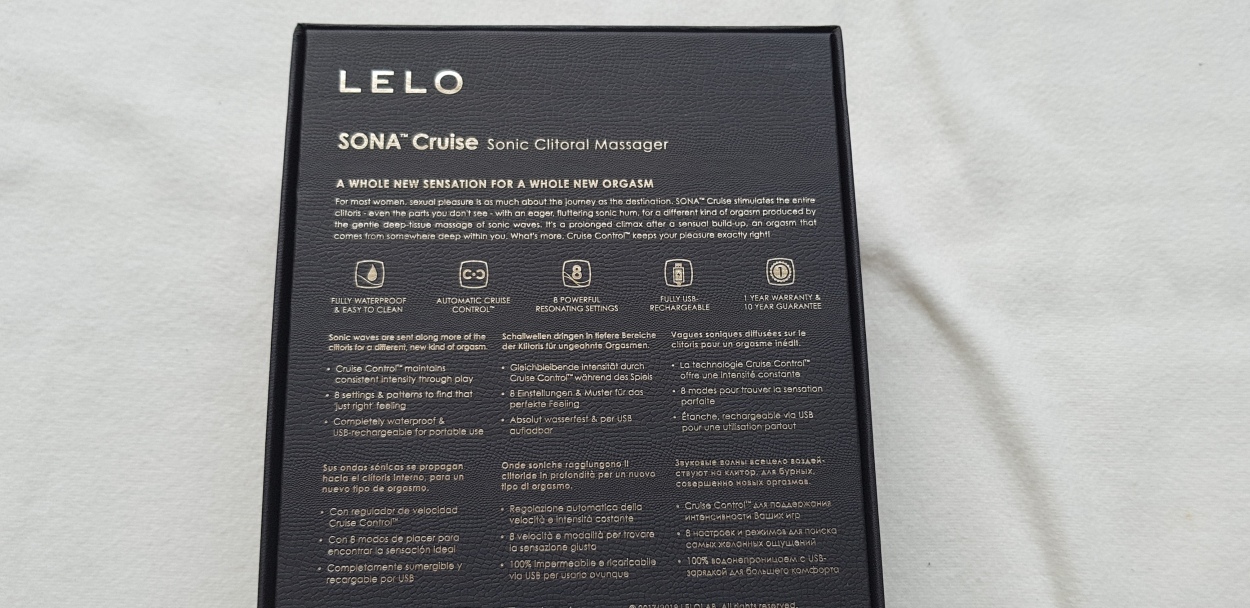 LELO
SONA™ Cruise Sonic Clitoral Massager
A WHOLE NEW SENSATION FOR A WHOLE NEW ORGASM
For most women, sexual pleasure is as much about the journey as the destination. SONA™ Cruise stimulates the entire
clitoris - even the parts you don't see - with an eager, fluttering sonic hum, for a different kind of orgasm produced by
the gentle deep-tissue massage of sonic waves. It's a prolonged climax after a sensual build-up, an orgasm that
comes from somewhere deep within you. What's more, Cruise Control™ keeps your pleasure exactly right!
8
1
FULLY WATERPROOF
& EASY TO CLEAN
AUTOMATIC CRUISE
CONTROL™
8 POWERFUL
RESONATING SETTINGS
FULLY USB-
RECHARGEABLE
1 YEAR WARRANTY &
10 YEAR GUARANTEE
Sonic waves are sent along more of the
clitoris for a different, new kind of orgasm.
• Cruise Control™ maintains
consistent intensity through play
• 8 settings & patterns to find that
'just right' feeling
• Completely waterproof &
USB-rechargeable for portable use
Schallwellen dringen in tiefere Bereiche
der Klitoris für ungeahnte Orgasmen.
• Gleichbleibende Intensität durch
Cruise Control™ während des Spiels
• 8 Einstellungen & Muster für das
perfekte Feeling
• Absolut wasserfest & per USB
aufladbar
Vagues soniques diffusées sur le
clitoris pour un orgasme inédit.
• La technologie Cruise Control™
offre une intensité constante
• 8 modes pour trouver la sensation
parfaite
• Étanche, rechargeable via USB
pour une utilisation partout
Sus ondas sónicas se propagan
hacia el clítoris interno, para un
nuevo tipo de orgasmo.
• Con regulador de velocidad
Cruise Control™
• Con 8 modos de placer para
encontrar la sensación ideal
• Completamente sumergible y
recargable por USB
Onde soniche raggiungono il
clitoride in profondità per un nuovo
tipo di orgasmo.
• Regolazione automatica della
velocità e intensità costante
• 8 velocità e modalità per trovare
la sensazione giusta
• 100% impermeabile e ricaricabile
via USB per usarlo ovunque
Звуковые волны всецело воздей-
ствуют на клитор, для бурных,
совершенно новых оргазмов.
• Cruise Control™ для поддержания
интенсивности Ваших игр
• 8 настроек и режимов для поиска
самых желанных ощущений
• 100% водонепроницаем с USB-
зарядкой для большего комфорта
All rights reserved.